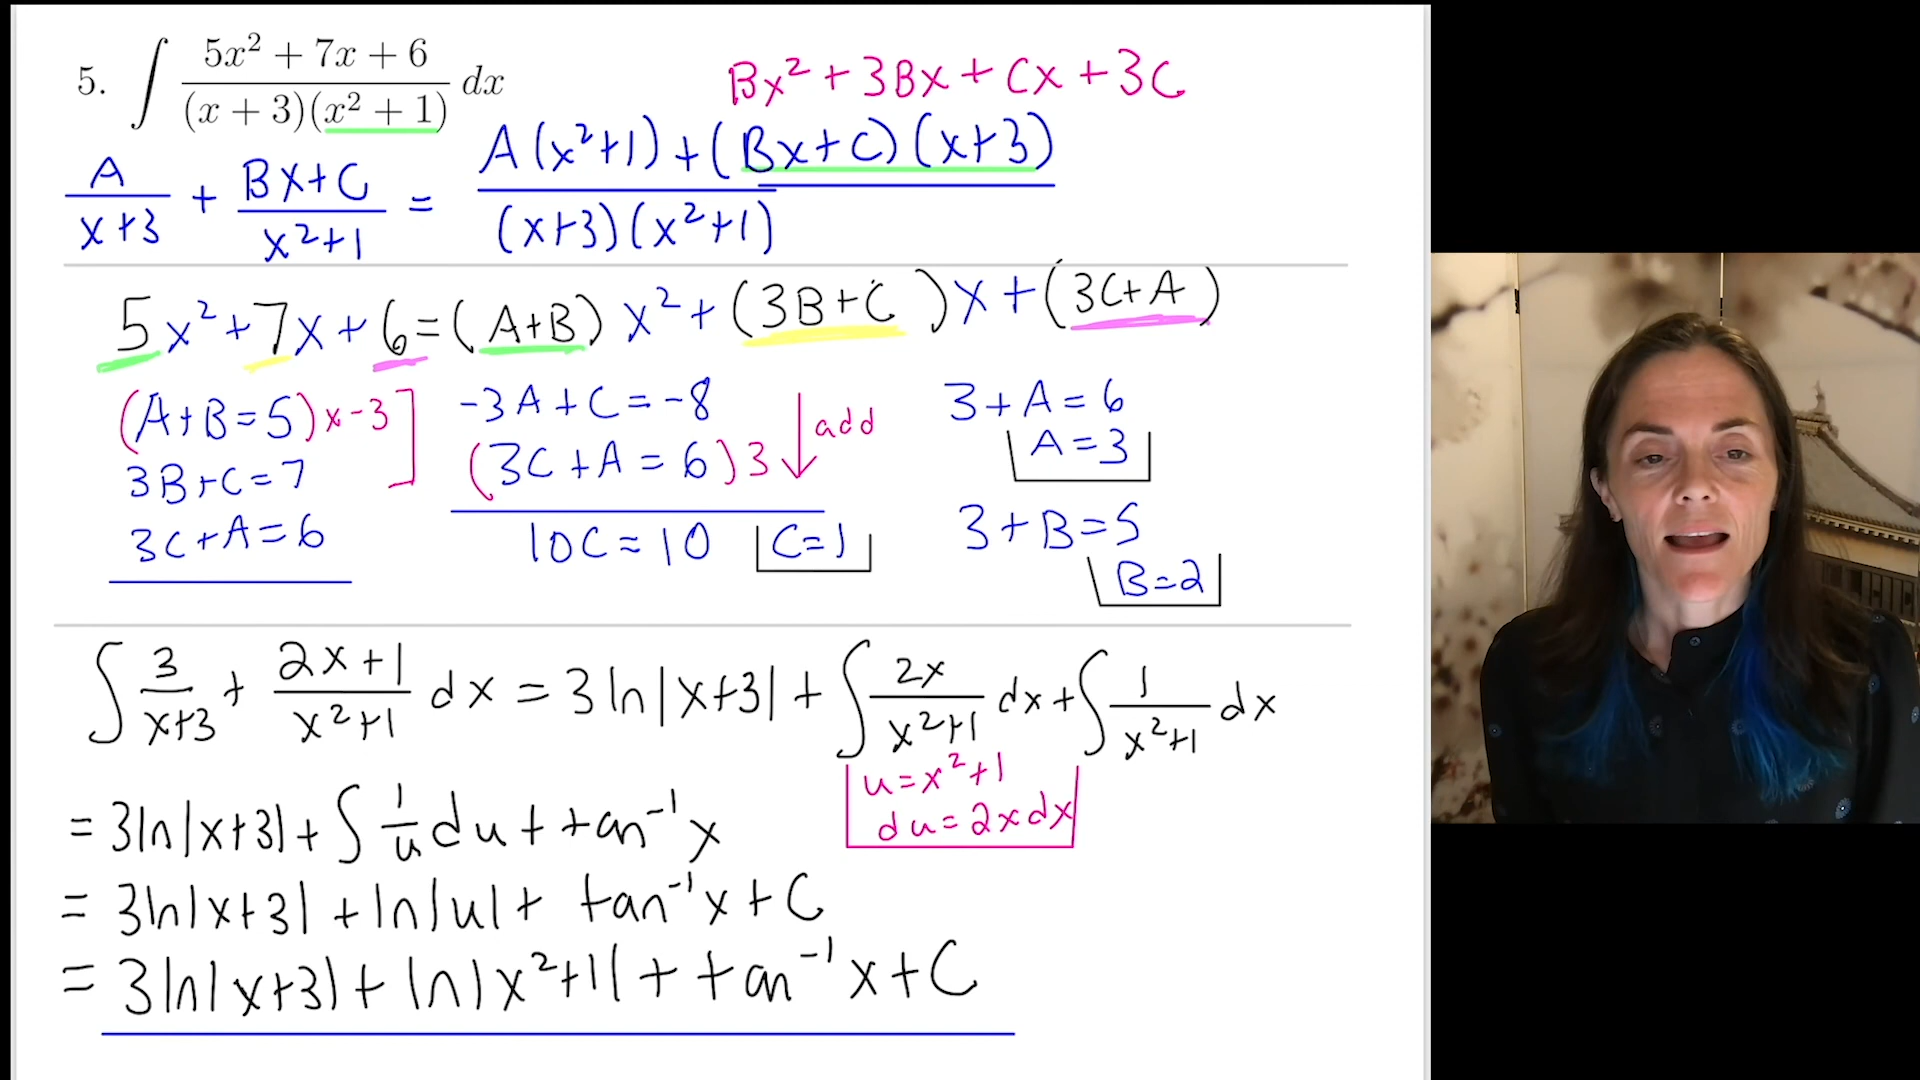 5. ∫ (5x² + 7x + 6)/((x + 3)(x² + 1)) dx
Bx² + 3Bx + Cx + 3C
A/(x+3) + (Bx+C)/(x²+1) = (A(x²+1) + (Bx+C)(x+3))/((x+3)(x²+1))
5x² + 7x + 6 = (A+B)x² + (3B+C)x + (3C+A)
(A+B=5)x-3
3B+C=7
3C+A=6
-3A+C=-8
(3C+A=6)3
add
10C=10
C=1
3+A=6
A=3
3+B=5
B=2
∫ 3/(x+3) + (2x+1)/(x²+1) dx = 3ln|x+3| + ∫ 2x/(x²+1) dx + ∫ 1/(x²+1) dx
u=x²+1
du=2xdx
= 3ln|x+3| + ∫ 1/u du + tan⁻¹x
= 3ln|x+3| + ln|u| + tan⁻¹x + C
= 3ln|x+3| + ln|x²+1| + tan⁻¹x + C